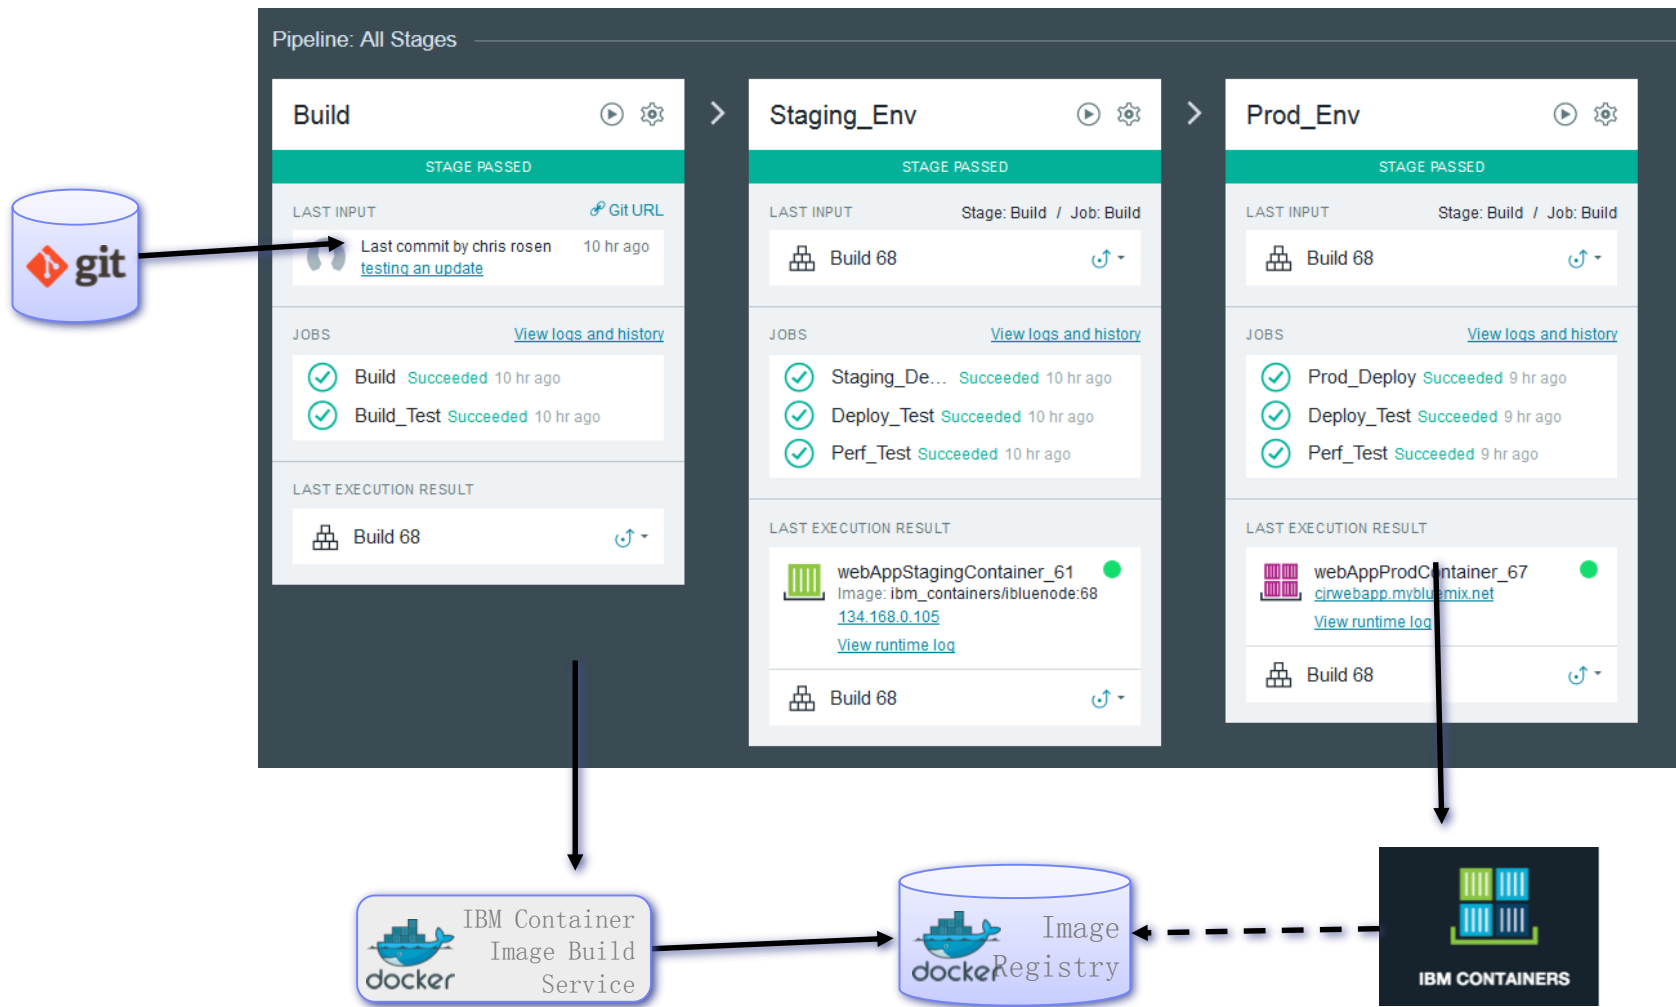 Pipeline: All Stages
Build
STAGE PASSED
LAST INPUT
Git URL
Last commit by chris rosen
10 hr ago
testing an update
JOBS
View logs and history
Build Succeeded 10 hr ago
Build_Test Succeeded 10 hr ago
LAST EXECUTION RESULT
Build 68
Staging_Env
STAGE PASSED
LAST INPUT
Stage: Build / Job: Build
Build 68
JOBS
View logs and history
Staging_De... Succeeded 10 hr ago
Deploy_Test Succeeded 10 hr ago
Perf_Test Succeeded 10 hr ago
LAST EXECUTION RESULT
webAppStagingContainer_61
Image: ibm_containers/ibluenode:68
134.168.0.105
View runtime log
Build 68
Prod_Env
STAGE PASSED
LAST INPUT
Stage: Build / Job: Build
Build 68
JOBS
View logs and history
Prod_Deploy Succeeded 9 hr ago
Deploy_Test Succeeded 9 hr ago
Perf_Test Succeeded 9 hr ago
LAST EXECUTION RESULT
webAppProdContainer_67
cjrwebapp.mybluemix.net
View runtime log
Build 68
git
docker
IBM Container
Image Build
Service
docker
Image
Registry
IBM CONTAINERS